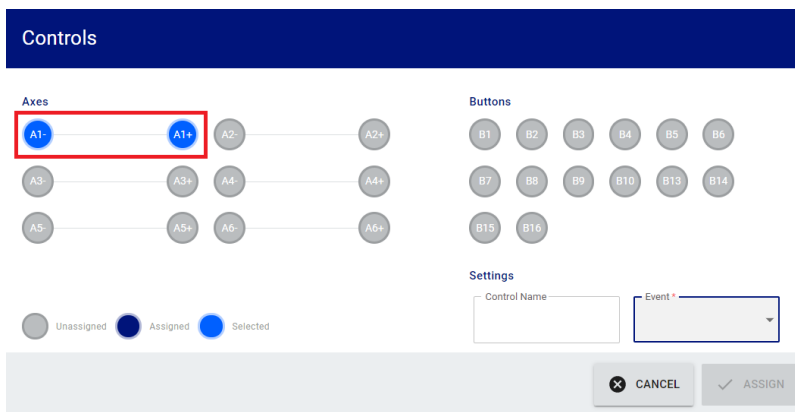 Controls
Axes
A1- A1+ A2- A2+
A3- A3+ A4- A4+
A5- A5+ A6- A6+
Unassigned Assigned Selected
Buttons
B1 B2 B3 B4 B5 B6
B7 B8 B9 B10 B13 B14
B15 B16
Settings
Control Name Event *
CANCEL ASSIGN